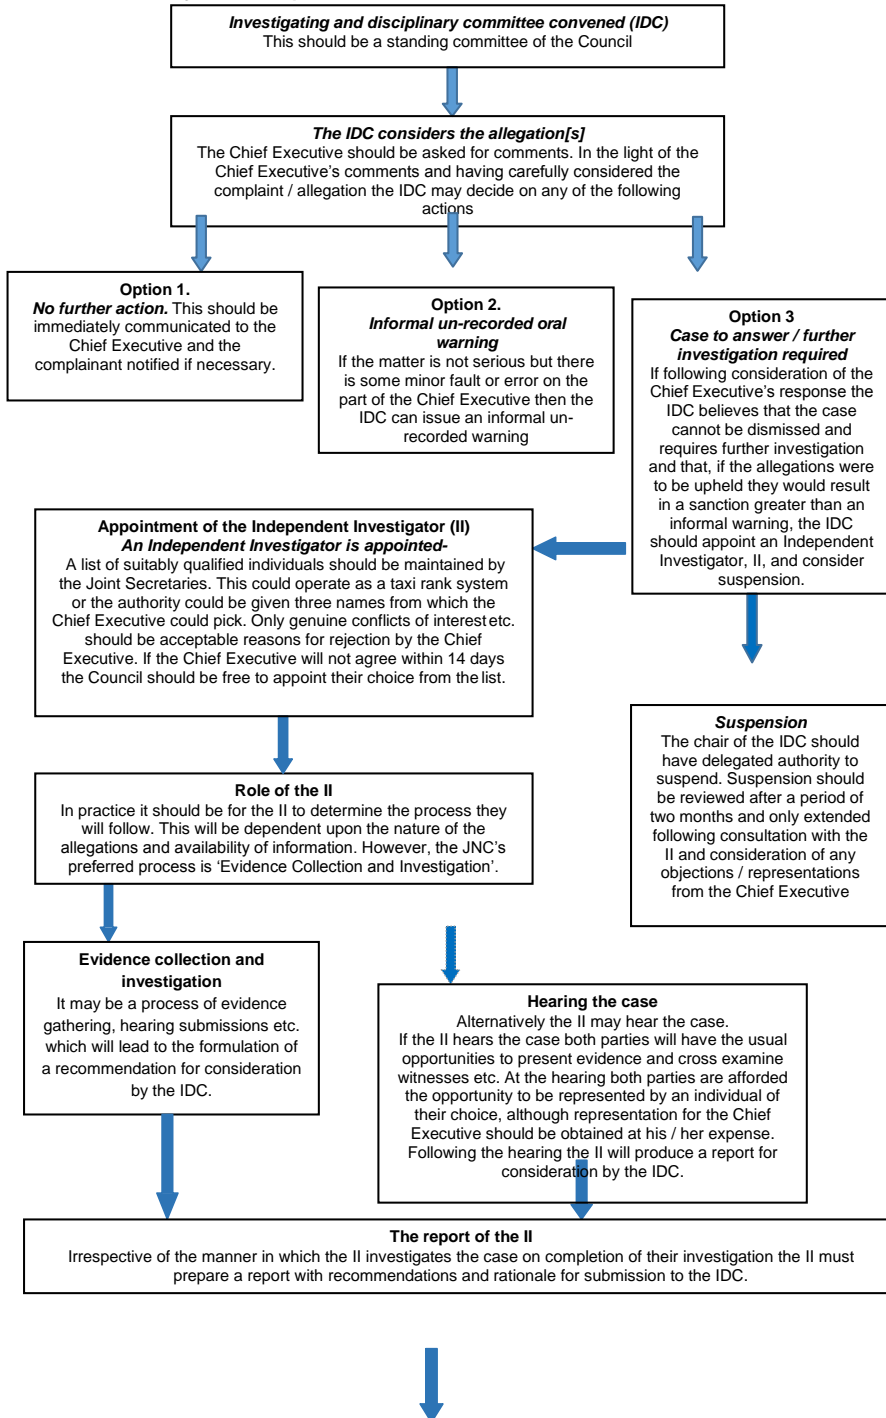 Investigating and disciplinary committee convened (IDC)
This should be a standing committee of the Council
The IDC considers the allegation[s]
The Chief Executive should be asked for comments. In the light of the
Chief Executive's comments and having carefully considered the
complaint / allegation the IDC may decide on any of the following
actions
Option 1.
No further action. This should be
immediately communicated to the
Chief Executive and the
complainant notified if necessary.
Option 2.
Informal un-recorded oral
warning
If the matter is not serious but there
is some minor fault or error on the
part of the Chief Executive then the
IDC can issue an informal un-
recorded warning
Option 3
Case to answer / further
investigation required
If following consideration of the
Chief Executive's response the
IDC believes that the case
cannot be dismissed and
requires further investigation
and that, if the allegations were
to be upheld they would result
in a sanction greater than an
informal warning, the IDC
should appoint an Independent
Investigator, II, and consider
suspension.
Appointment of the Independent Investigator (II)
An Independent Investigator is appointed-
A list of suitably qualified individuals should be maintained by
the Joint Secretaries. This could operate as a taxi rank system
or the authority could be given three names from which the
Chief Executive could pick. Only genuine conflicts of interest etc.
should be acceptable reasons for rejection by the Chief
Executive. If the Chief Executive will not agree within 14 days
the Council should be free to appoint their choice from the list.
Suspension
The chair of the IDC should
have delegated authority to
suspend. Suspension should
be reviewed after a period of
two months and only extended
following consultation with the
II and consideration of any
objections / representations
from the Chief Executive
Role of the II
In practice it should be for the II to determine the process they
will follow. This will be dependent upon the nature of the
allegations and availability of information. However, the JNC's
preferred process is 'Evidence Collection and Investigation'.
Evidence collection and
investigation
It may be a process of evidence
gathering, hearing submissions etc.
which will lead to the formulation of
a recommendation for consideration
by the IDC.
Hearing the case
Alternatively the II may hear the case.
If the II hears the case both parties will have the usual
opportunities to present evidence and cross examine
witnesses etc. At the hearing both parties are afforded
the opportunity to be represented by an individual of
their choice, although representation for the Chief
Executive should be obtained at his / her expense.
Following the hearing the II will produce a report for
consideration by the IDC.
The report of the II
Irrespective of the manner in which the II investigates the case on completion of their investigation the II must
prepare a report with recommendations and rationale for submission to the IDC.